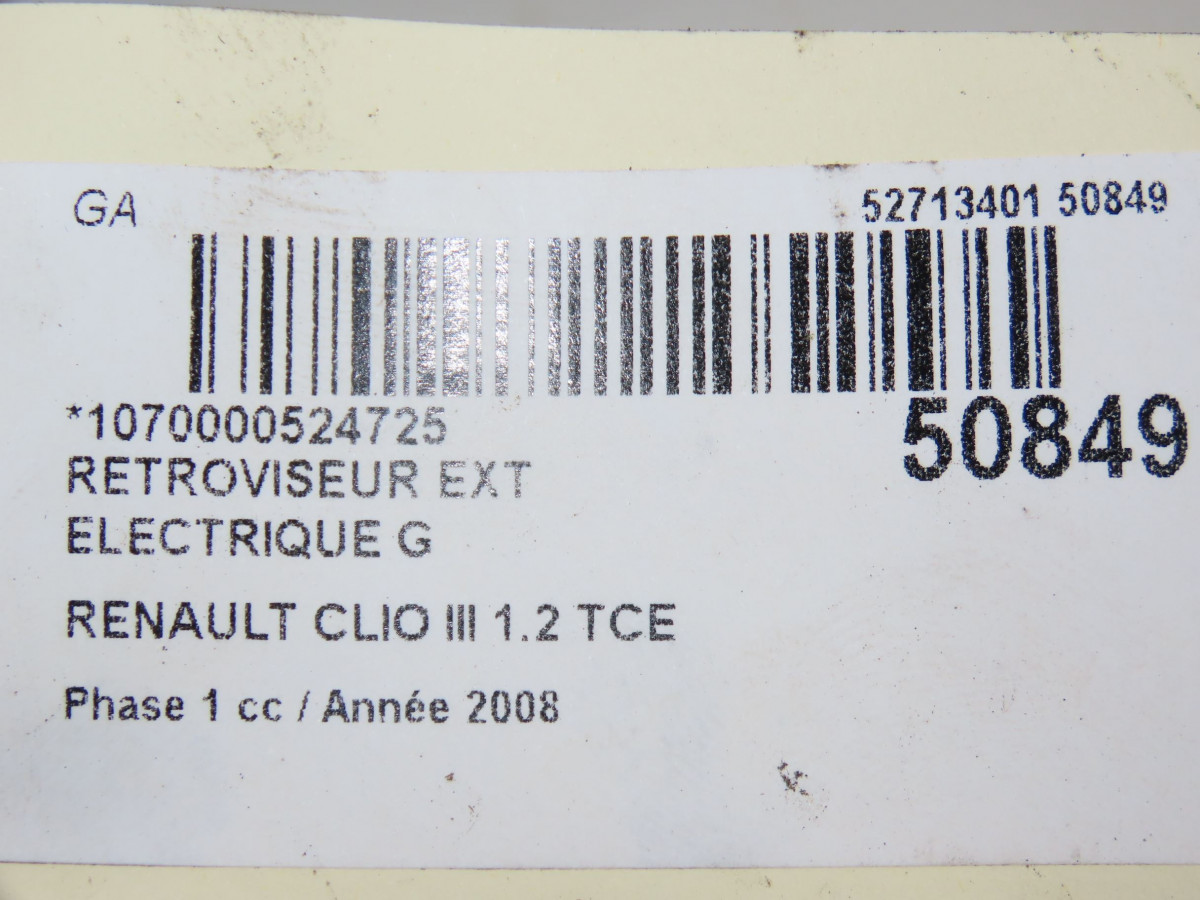 GA
52713401 50849
*1070000524725
50849
RETROVISEUR EXT
ELECTRIQUE G
RENAULT CLIO III 1.2 TCE
Phase 1 cc / Année 2008